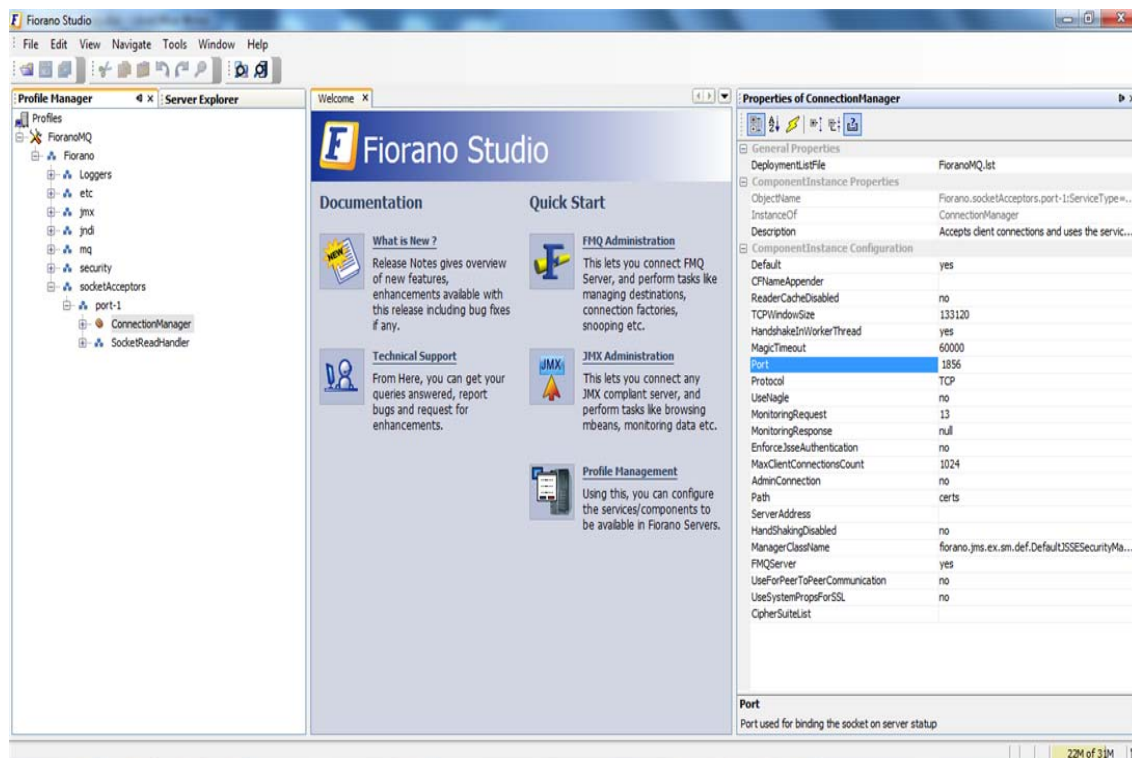 Fiorano Studio
File Edit View Navigate Tools Window Help
Profile Manager
Server Explorer
Profiles
FioranoMQ
Fiorano
Loggers
etc
jmx
jndi
mq
security
socketAcceptors
port-1
ConnectionManager
SocketReadHandler
Welcome
Fiorano Studio
Documentation
NEW
What is New ?
Release Notes gives overview
of new features,
enhancements available with
this release including bug fixes
if any.
Technical Support
From Here, you can get your
queries answered, report
bugs and request for
enhancements.
Quick Start
FMQ Administration
This lets you connect FMQ
Server, and perform tasks like
managing destinations,
connection factories,
snooping etc.
JMX
JMX Administration
This lets you connect any
JMX compliant server, and
perform tasks like browsing
mbeans, monitoring data etc.
Profile Management
Using this, you can configure
the services/components to
be available in Fiorano Servers.
Properties of ConnectionManager
General Properties
DeploymentListFile FioranoMQ.lst
ComponentInstance Properties
ObjectName Fiorano.socketAcceptors.port-1:ServiceType=...
InstanceOf ConnectionManager
Description Accepts client connections and uses the servic...
ComponentInstance Configuration
Default yes
CFNameAppender
ReaderCacheDisabled no
TCPWindowSize 133120
HandshakeInWorkerThread yes
MagicTimeout 60000
Port 1856
Protocol TCP
UseNagle no
MonitoringRequest 13
MonitoringResponse null
EnforceJsseAuthentication no
MaxClientConnectionsCount 1024
AdminConnection no
Path certs
ServerAddress
HandShakingDisabled no
ManagerClassName fiorano.jms.ex.sm.def.DefaultJSSESecurityMa...
FMQServer yes
UseForPeerToPeerCommunication no
UseSystemPropsForSSL no
CipherSuiteList
Port
Port used for binding the socket on server statup
22M of 31M